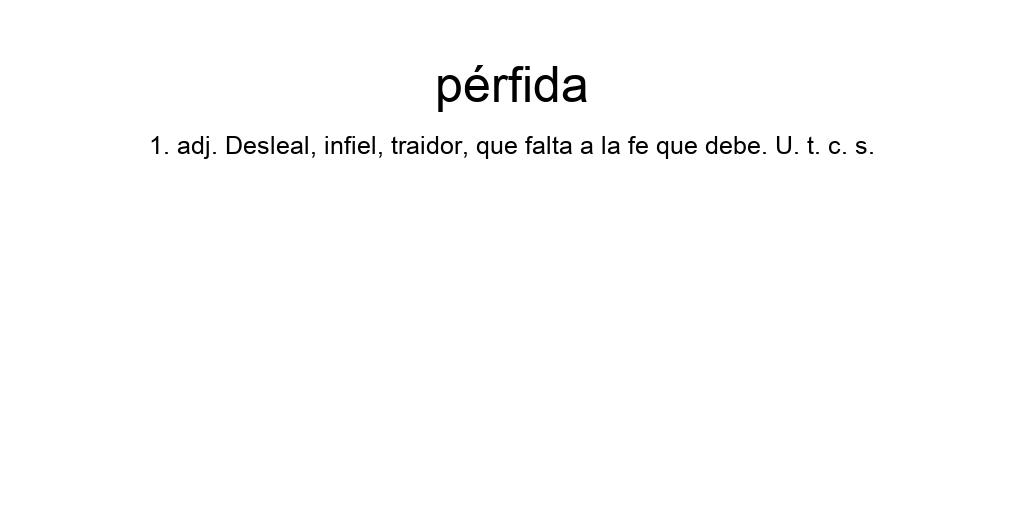 pérfida
1. adj. Desleal, infiel, traidor, que falta a la fe que debe. U. t. c. s.